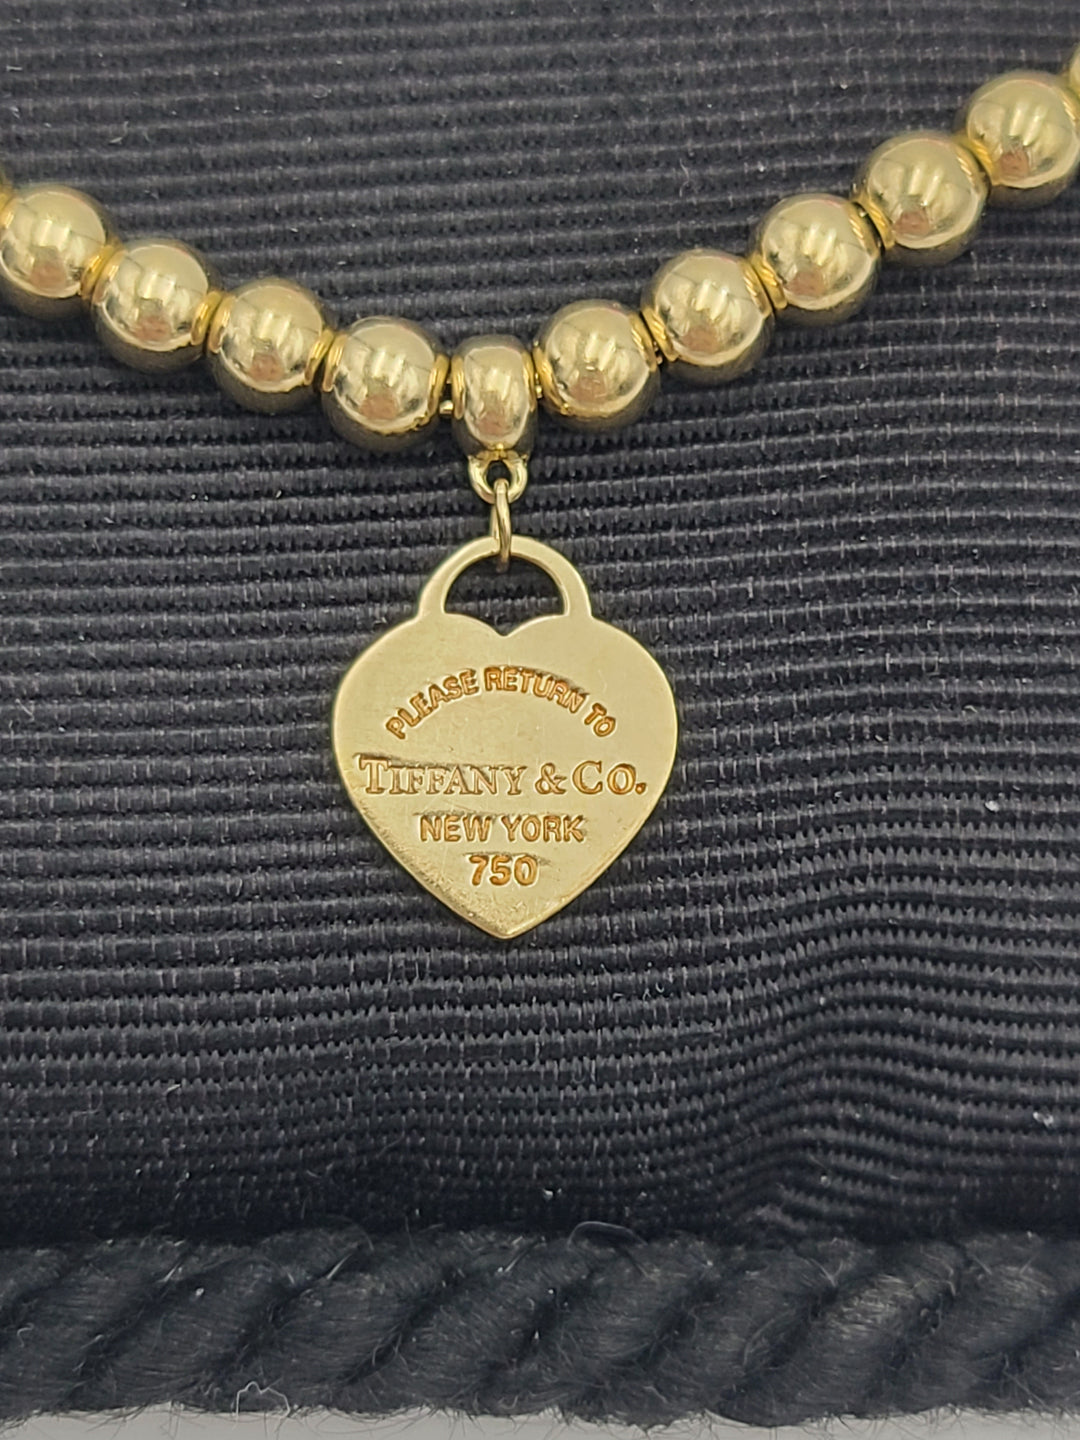 PLEASE RETURN TO
TIFFANY & CO.
NEW YORK
750